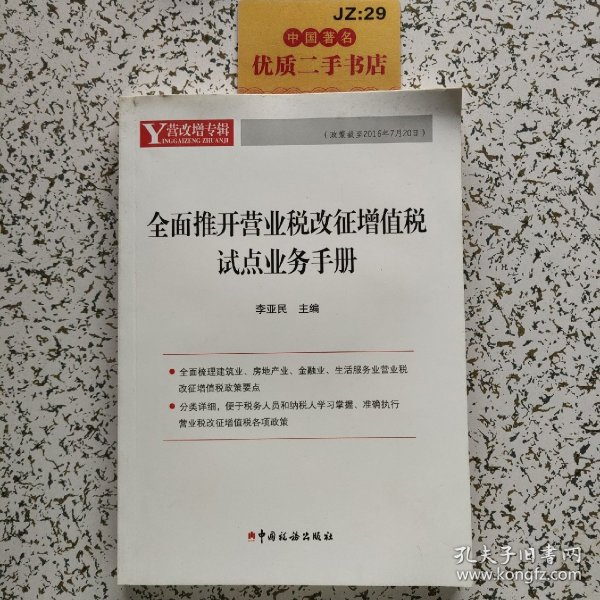 JZ:29
中国著名
优质二手书店
Y营改增专辑
YINGGAIZENG ZHUANJI
（政策截至2016年7月20日）
全面推开营业税改征增值税
试点业务手册
李亚民 主编
● 全面梳理建筑业、房地产业、金融业、生活服务业营业税
改征增值税政策要点
● 分类详细，便于税务人员和纳税人学习掌握、准确执行
营业税改征增值税各项政策
中国税务出版社
孔夫子旧书网
www.kongfz.com